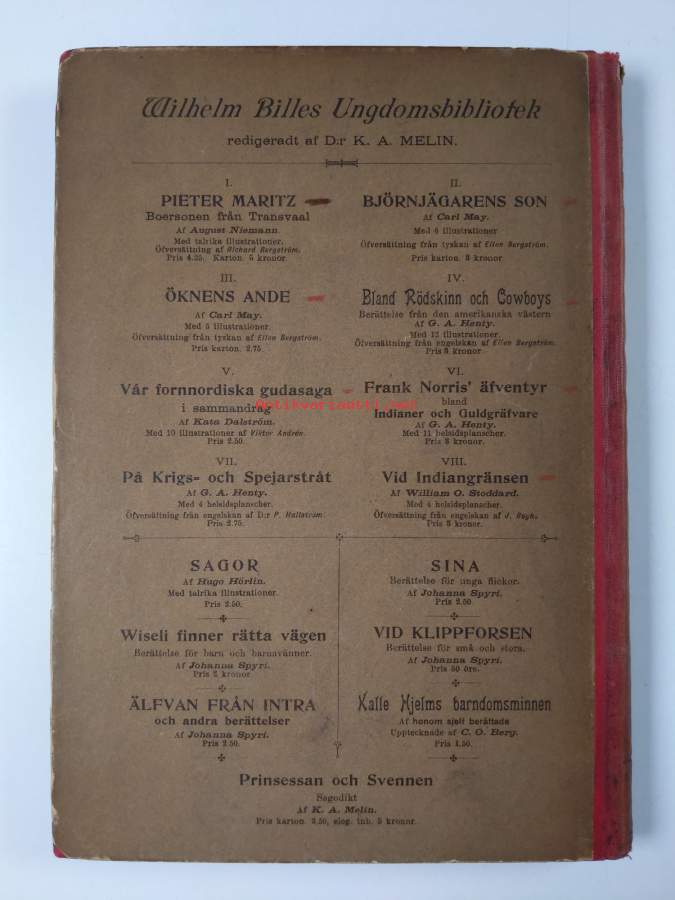 Wilhelm Billes Ungdomsbibliotek
redigeradt af D:r K. A. MELIN.
I.
PIETER MARITZ
Boersonen från Transvaal
Af August Niemann.
Med talrika illustrationer.
Öfversättning af Richard Bergström.
Pris 4.25. Karton. 5 kronor.
II.
BJÖRNJÄGARENS SON
Af Carl May.
Med 6 illustrationer
Öfversättning från tyskan af Ellen Bergström.
Pris karton. 3 kronor.
III.
ÖKNENS ANDE
Af Carl May.
Med 5 illustrationer.
Öfversättning från tyskan af Ellen Bergström.
Pris karton. 2.75.
IV.
Bland Rödskinn och Cowboys
Berättelse från den amerikanska västern
Af G. A. Henty.
Med 12 illustrationer.
Öfversättning från engelskan af Ellen Bergström.
Pris 3 kronor.
V.
Vår fornnordiska gudasaga
i sammandrag
Af Kata Dalström.
Med 10 illustrationer af Viktor Andrén.
Pris 2.50.
VI.
Frank Norris' äfventyr
bland
Indianer och Guldgräfvare
Af G. A. Henty.
Med 11 helsidsplanscher.
Pris 3 kronor.
VII.
På Krigs- och Spejarstråt
Af G. A. Henty.
Med 4 helsidsplanscher.
Öfversättning från engelskan af D:r P. Hallström.
Pris 2.75.
VIII.
Vid Indiangränsen
Af William O. Stoddard.
Med 4 helsidsplanscher.
Öfversättning från engelskan af J.
Pris 3 kronor.
SAGOR
Af Hugo Hörlin.
Med talrika illustrationer.
Pris 2.50.
Wiseli finner rätta vägen
Berättelse för barn och barnavänner.
Af Johanna Spyri.
Pris 2 kronor
ÄLFVAN FRÅN INTRA
och andra berättelser
Af Johanna Spyri.
Pris 2.50.
SINA
Berättelse för unga flickor.
Af Johanna Spyri.
Pris 2.50.
VID KLIPPFORSEN
Berättelse för små och stora.
Af Johanna Spyri.
Pris 50 öre.
Kalle Hjelms barndomsminnen
Af honom sjelf berättade
Upptecknade af C. O. Berg.
Pris 1.50.
Prinsessan och Svennen
Sagodikt
Af K. A. Melin.
Pris karton. 3.50, eleg. inb. 5 kronor.